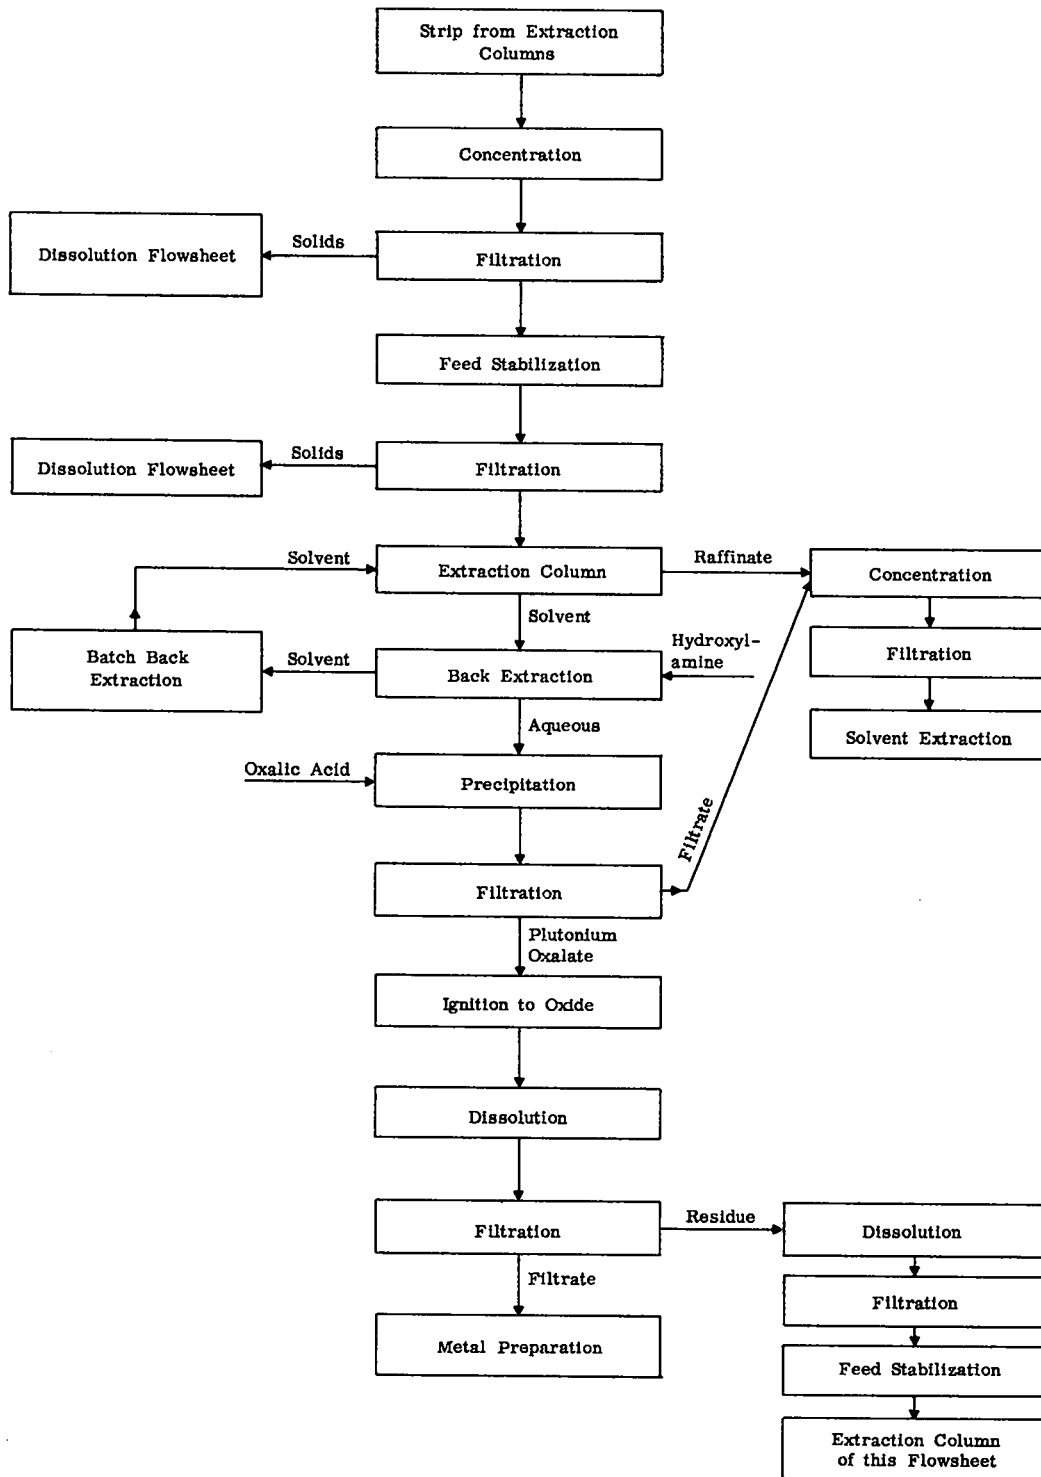 Strip from Extraction
Columns
Concentration
Solids
Dissolution Flowsheet
Filtration
Feed Stabilization
Solids
Dissolution Flowsheet
Filtration
Solvent
Extraction Column
Raffinate
Concentration
Solvent
Hydroxyl-
amine
Filtration
Batch Back
Extraction
Solvent
Back Extraction
Aqueous
Solvent Extraction
Oxalic Acid
Precipitation
Filtrate
Filtration
Plutonium
Oxalate
Ignition to Oxide
Dissolution
Filtration
Residue
Dissolution
Filtrate
Filtration
Metal Preparation
Feed Stabilization
Extraction Column
of this Flowsheet